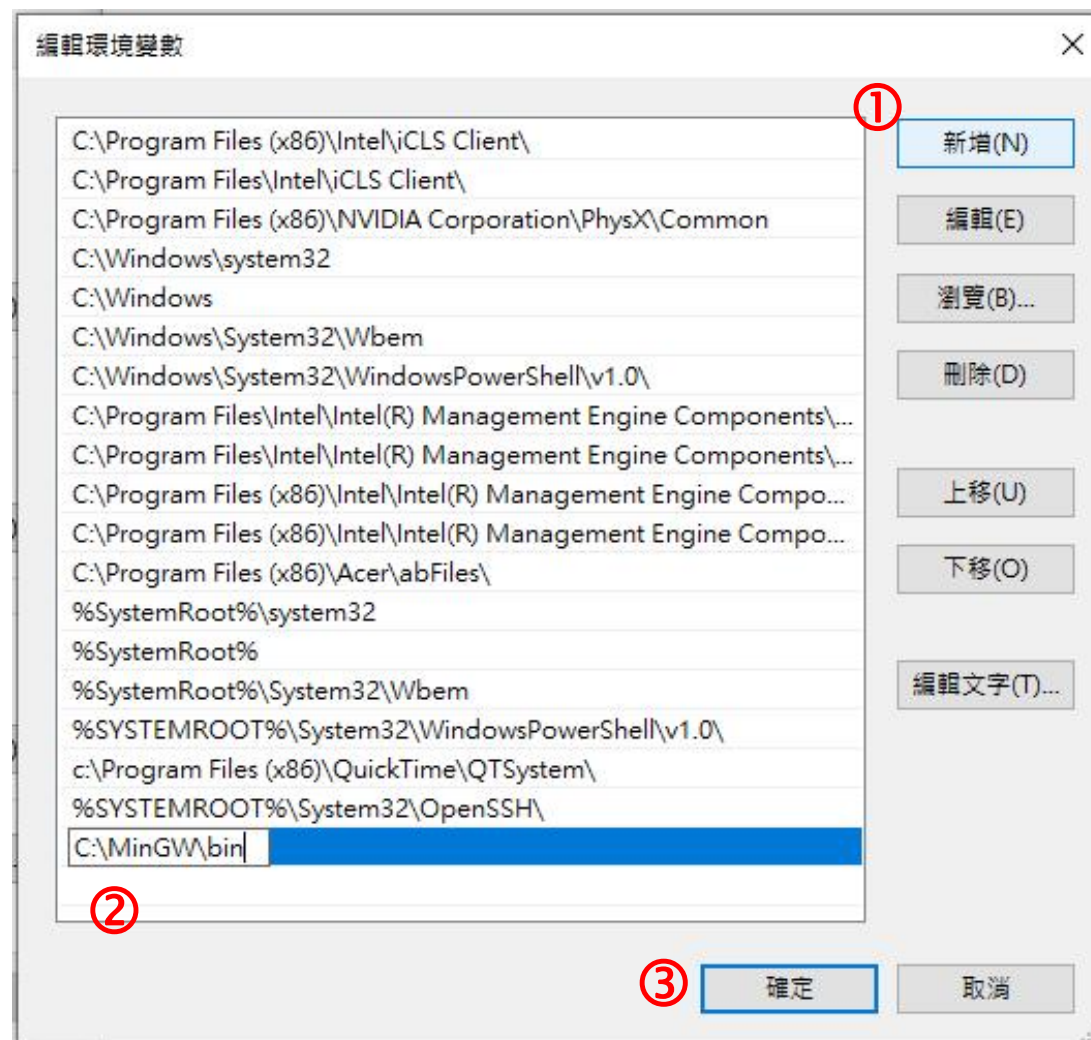 編輯環境變數
①
C:\Program Files (x86)\Intel\iCLS Client\
C:\Program Files\Intel\iCLS Client\
C:\Program Files (x86)\NVIDIA Corporation\PhysX\Common
C:\Windows\system32
C:\Windows
C:\Windows\System32\Wbem
C:\Windows\System32\WindowsPowerShell\v1.0\
C:\Program Files\Intel\Intel(R) Management Engine Components\...
C:\Program Files\Intel\Intel(R) Management Engine Components\...
C:\Program Files (x86)\Intel\Intel(R) Management Engine Compo...
C:\Program Files (x86)\Intel\Intel(R) Management Engine Compo...
C:\Program Files (x86)\Acer\abFiles\
%SystemRoot%\system32
%SystemRoot%
%SystemRoot%\System32\Wbem
%SYSTEMROOT%\System32\WindowsPowerShell\v1.0\
c:\Program Files (x86)\QuickTime\QTSystem\
%SYSTEMROOT%\System32\OpenSSH\
C:\MinGW\bin
②
新增(N)
編輯(E)
瀏覽(B)...
刪除(D)
上移(U)
下移(O)
編輯文字(T)...
③
確定
取消